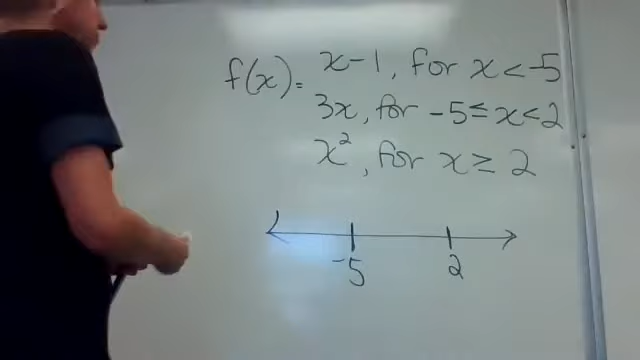 f(x) = x-1, for x < -5
3x, for -5 ≤ x < 2
x², for x ≥ 2
-5 2